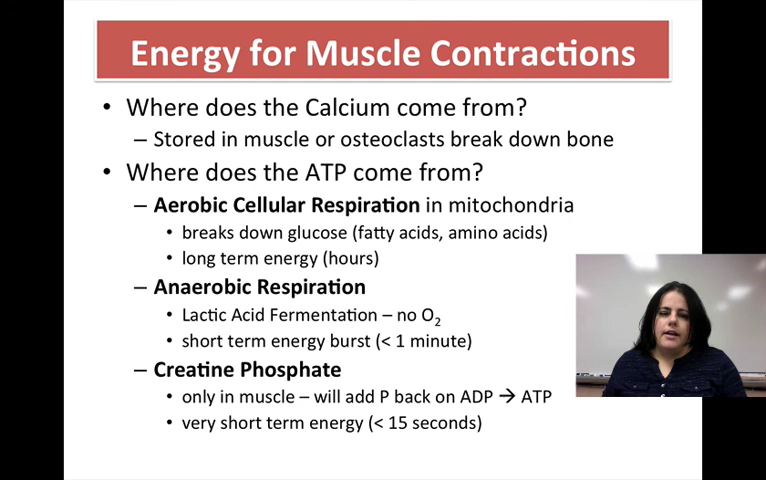 Energy for Muscle Contractions
• Where does the Calcium come from?
– Stored in muscle or osteoclasts break down bone
• Where does the ATP come from?
– Aerobic Cellular Respiration in mitochondria
• breaks down glucose (fatty acids, amino acids)
• long term energy (hours)
– Anaerobic Respiration
• Lactic Acid Fermentation – no O₂
• short term energy burst (< 1 minute)
– Creatine Phosphate
• only in muscle – will add P back on ADP → ATP
• very short term energy (< 15 seconds)